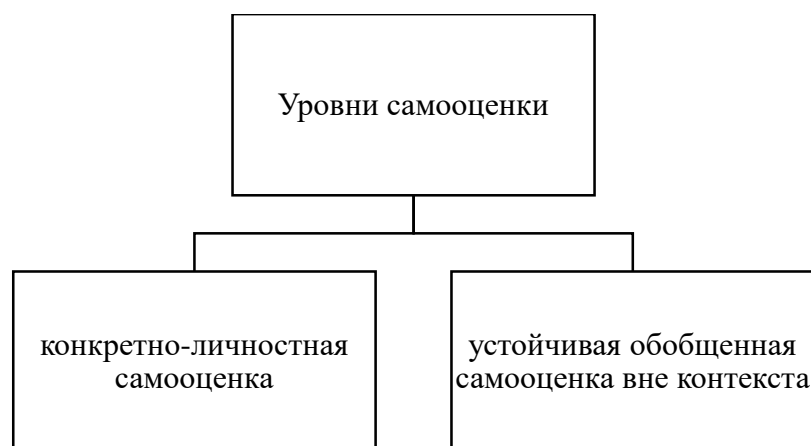 Уровни самооценки
конкретно-личностная
самооценка
устойчивая обобщенная
самооценка вне контекста